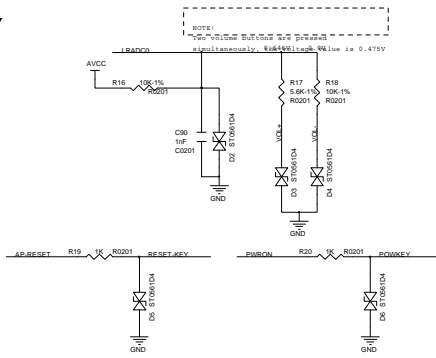 NOTE:
Two volume buttons are pressed
simultaneously, the voltage value is 0.475V
LRADC0
AVCC
R16
10K-1%
R0201
R17
5.6K-1%
R0201
R18
10K-1%
R0201
C90
1nF
C0201
D2 ST0561D4
VOL+
VOL-
D3 ST0561D4
D4 ST0561D4
GND
GND
AP-RESET
R19
1K
R0201
RESET-KEY
D5 ST0561D4
GND
PWRON
R20
1K
R0201
POWKEY
D6 ST0561D4
GND